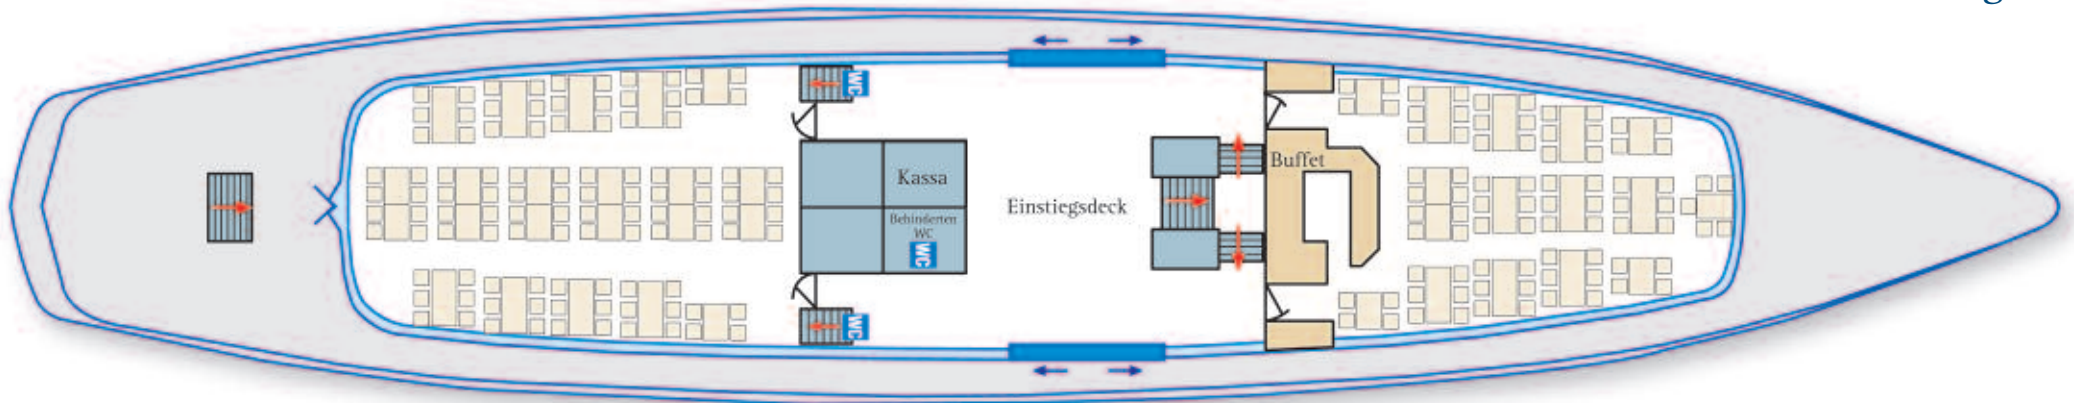 g
WC
Kassa
Buffet
Einstiegsdeck
Behinderten
WC
WC
WC